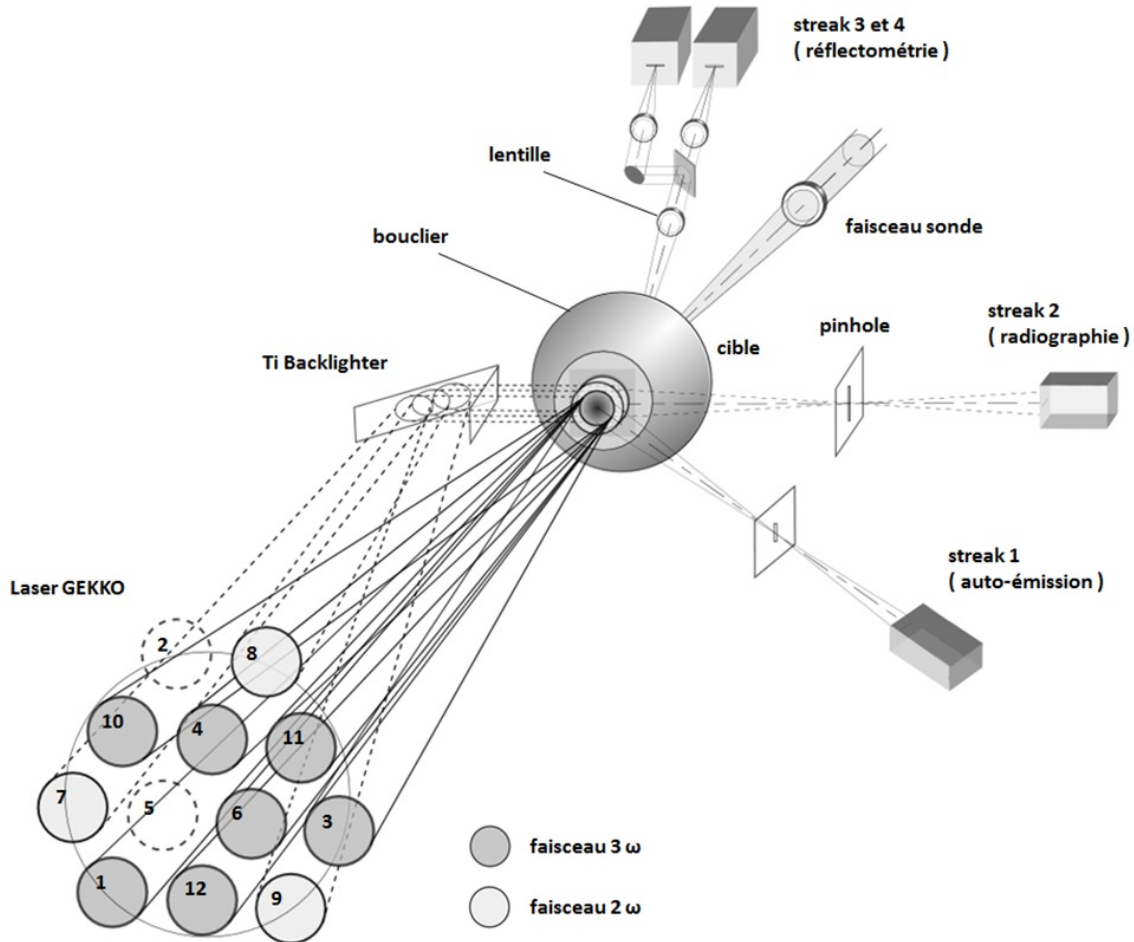 streak 3 et 4
( réflectométrie )
lentille
faisceau sonde
bouclier
streak 2
( radiographie )
pinhole
cible
Ti Backlighter
streak 1
( auto-émission )
Laser GEKKO
2
8
10
4
11
7
5
6
3
1
12
9
faisceau 3 ω
faisceau 2 ω